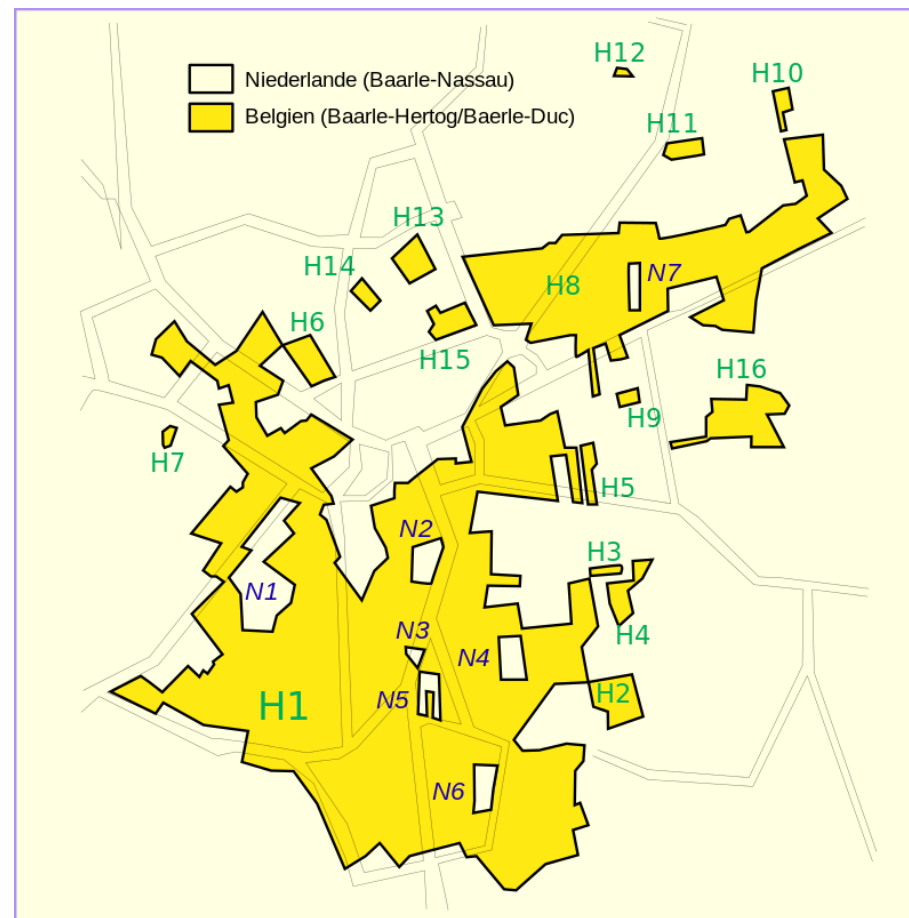 H12
H10
Niederlande (Baarle-Nassau)
Belgien (Baarle-Hertog/Baerle-Duc)
H11
H13
H14
N7
H8
H6
H15
H16
H9
H7
H5
N2
H3
N1
N3
H4
N4
H2
N5
H1
N6